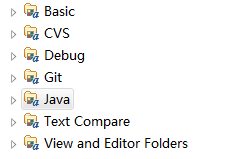 Basic
CVS
Debug
Git
Java
Text Compare
View and Editor Folders